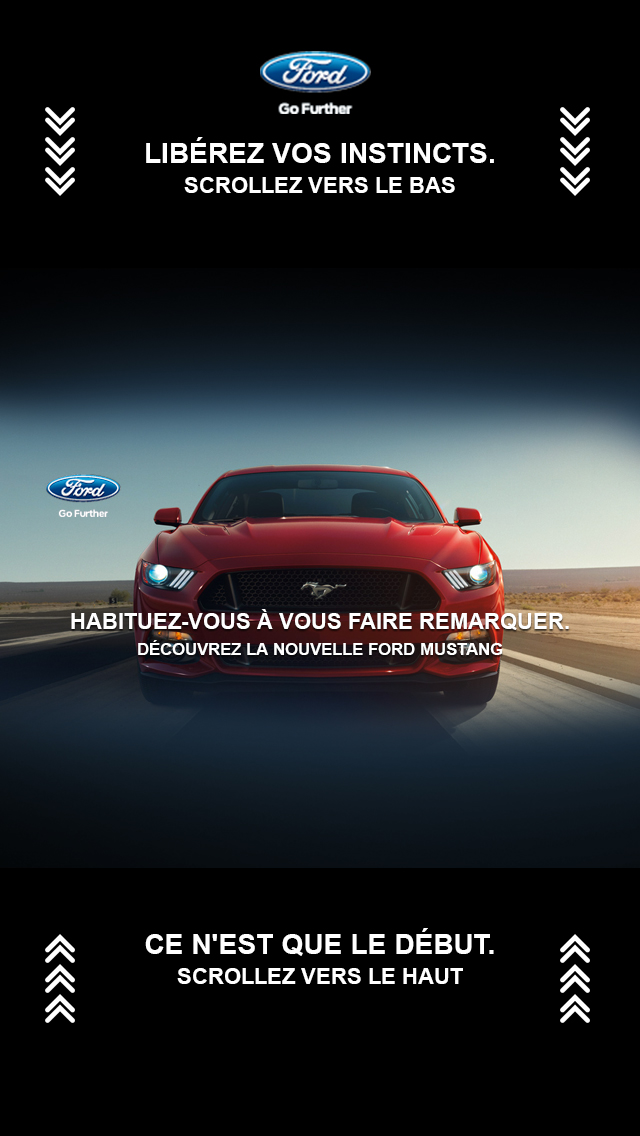 Ford
Go Further
LIBÉREZ VOS INSTINCTS.
SCROLLEZ VERS LE BAS
Ford
Go Further
HABITUEZ-VOUS À VOUS FAIRE REMARQUER.
DÉCOUVREZ LA NOUVELLE FORD MUSTANG
CE N'EST QUE LE DÉBUT.
SCROLLEZ VERS LE HAUT